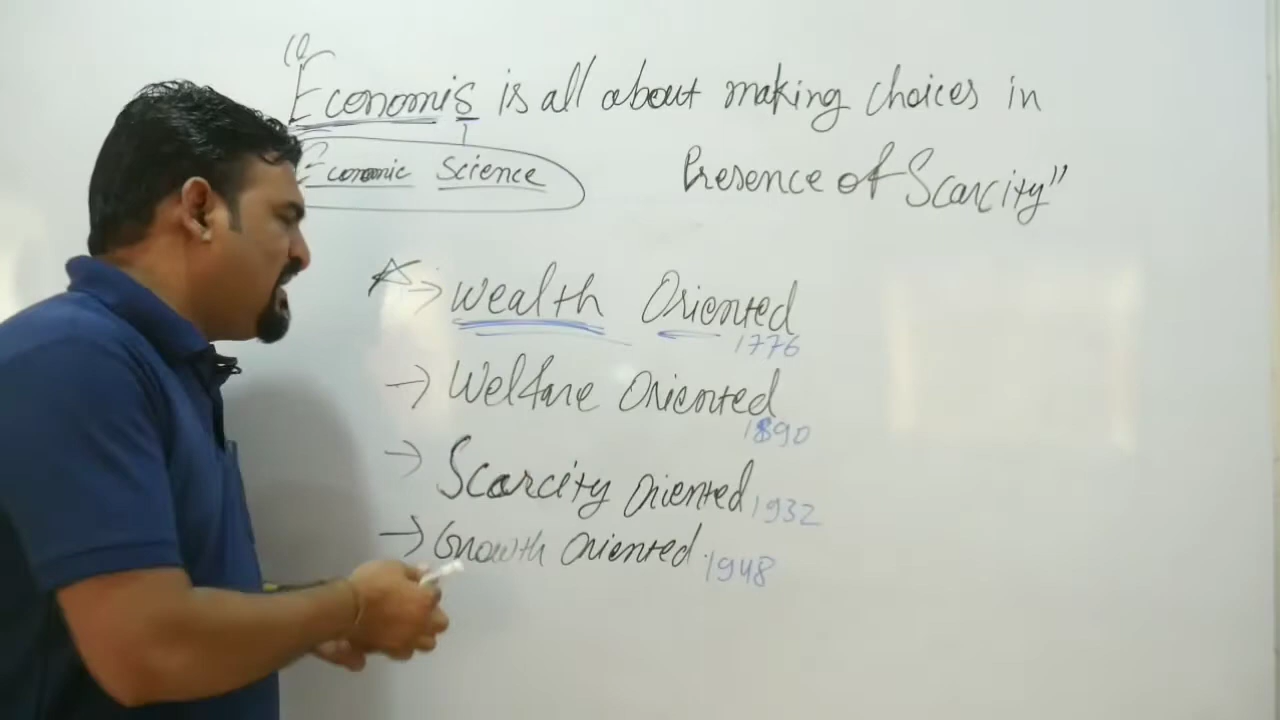 "Economis is all about making choices in
Economic Science
Presence of Scarcity"
→ Wealth Oriented
1776
→ Welfare Oriented
1890
→ Scarcity Oriented 1932
→ Growth Oriented 1948